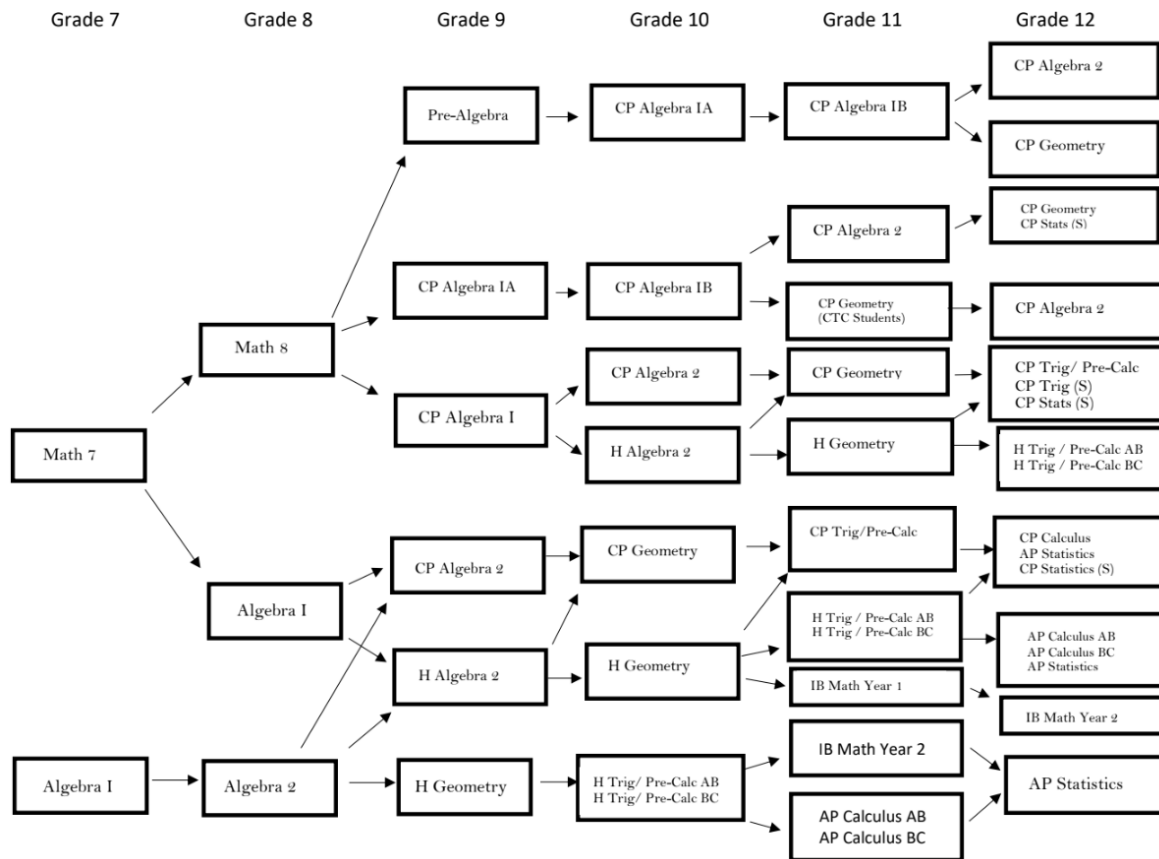 Grade 7
Grade 8
Grade 9
Grade 10
Grade 11
Grade 12
Math 7
Algebra I
Math 8
Algebra I
Algebra 2
Pre-Algebra
CP Algebra IA
CP Algebra I
CP Algebra 2
H Algebra 2
H Geometry
CP Algebra IA
CP Algebra IB
CP Algebra 2
H Algebra 2
CP Geometry
H Geometry
H Trig/ Pre-Calc AB
H Trig/ Pre-Calc BC
CP Algebra IB
CP Algebra 2
CP Geometry
(CTC Students)
CP Geometry
H Geometry
CP Trig/Pre-Calc
H Trig / Pre-Calc AB
H Trig / Pre-Calc BC
IB Math Year 1
IB Math Year 2
AP Calculus AB
AP Calculus BC
CP Algebra 2
CP Geometry
CP Geometry
CP Stats (S)
CP Algebra 2
CP Trig/ Pre-Calc
CP Trig (S)
CP Stats (S)
H Trig / Pre-Calc AB
H Trig / Pre-Calc BC
CP Calculus
AP Statistics
CP Statistics (S)
AP Calculus AB
AP Calculus BC
AP Statistics
IB Math Year 2
AP Statistics